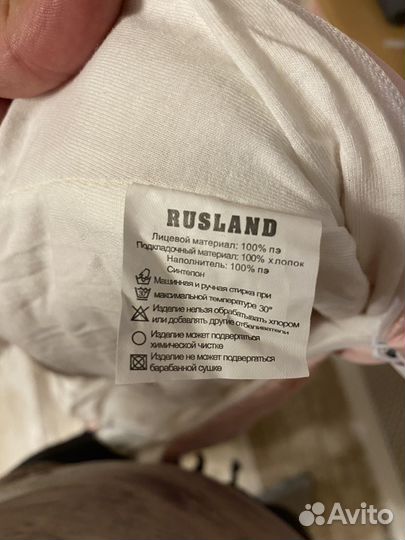 RUSLAND
Лицевой материал: 100% пэ
Подкладочный материал: 100% хлопок
Наполнитель: 100% пэ
Синтепон
Машинная и ручная стирка при
максимальной температуре 30°
Изделие нельзя обрабатывать хлором
или добавлять другие отбеливатели
Изделие может подвергаться
химической чистке
Изделие не может подвергаться
барабанной сушке
Avito